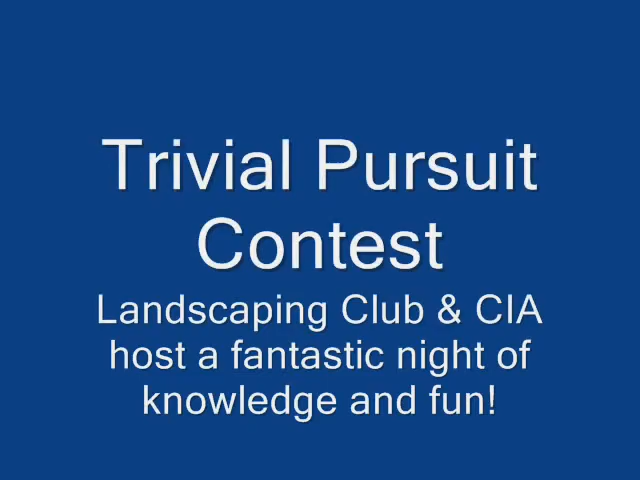 Trivial Pursuit
Contest
Landscaping Club & CIA
host a fantastic night of
knowledge and fun!